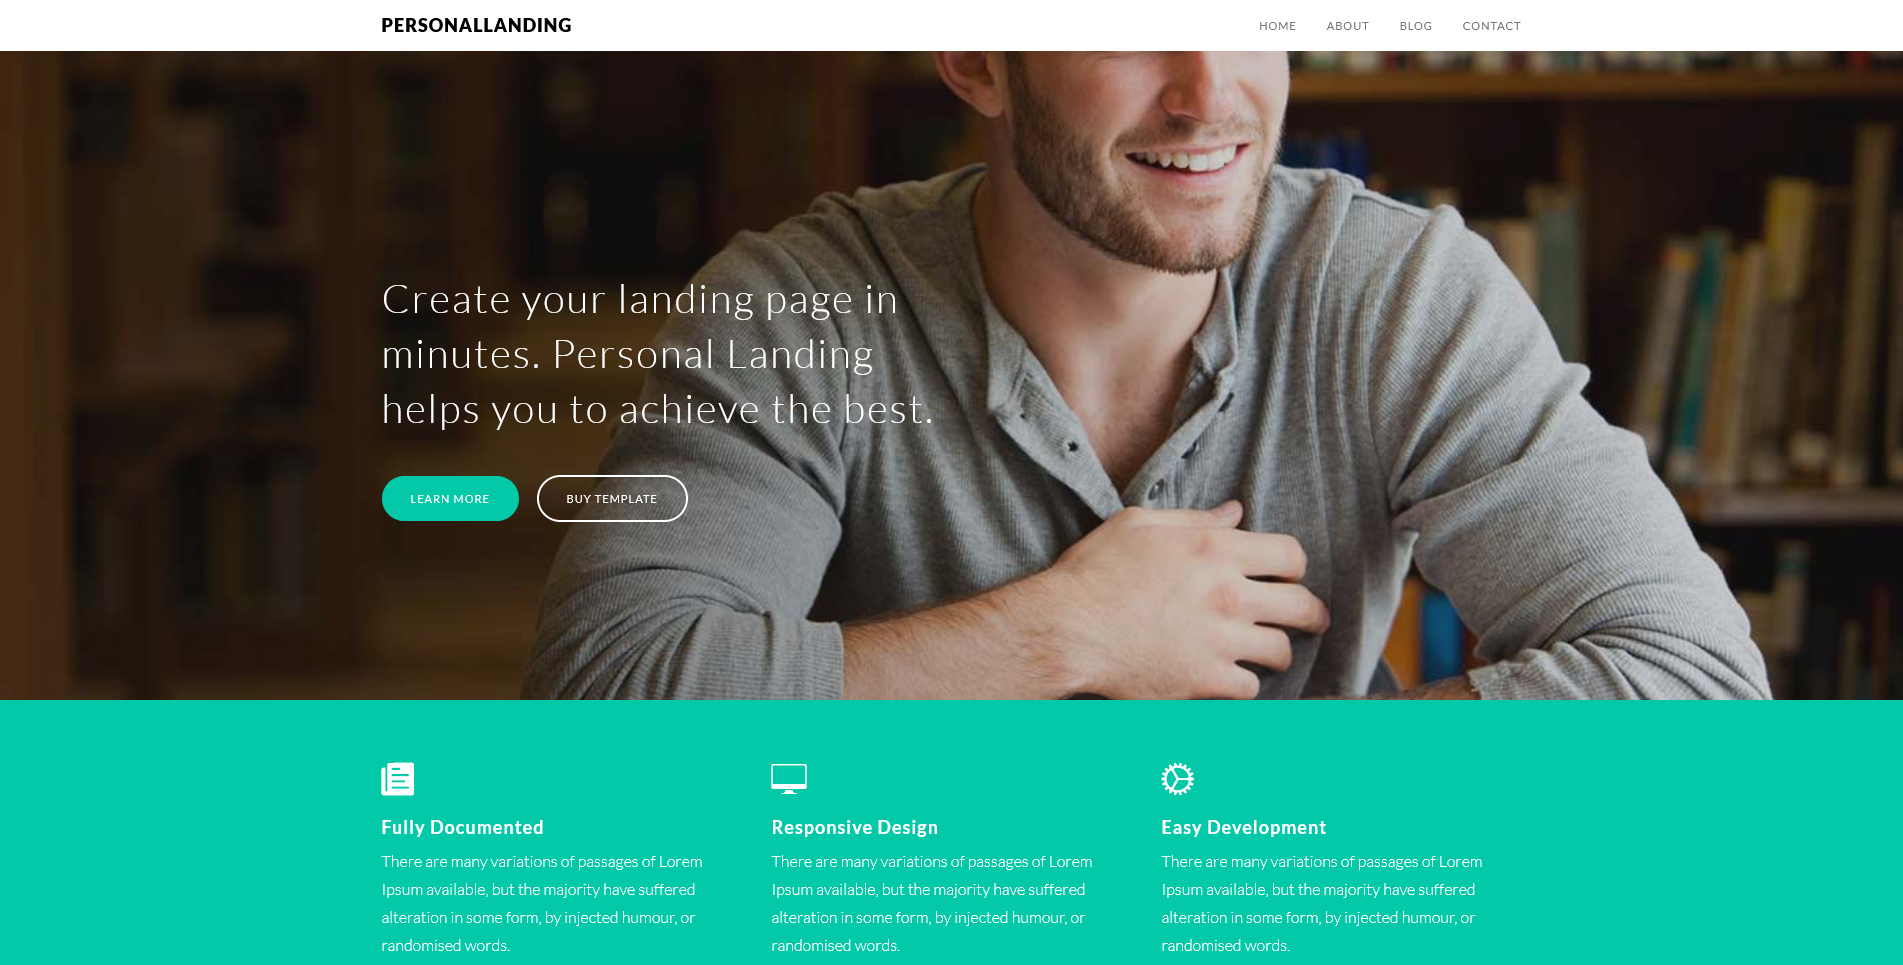 PERSONALLANDING
HOME ABOUT BLOG CONTACT
Create your landing page in
minutes. Personal Landing
helps you to achieve the best.
LEARN MORE BUY TEMPLATE
Fully Documented
There are many variations of passages of Lorem
Ipsum available, but the majority have suffered
alteration in some form, by injected humour, or
randomised words.
Responsive Design
There are many variations of passages of Lorem
Ipsum available, but the majority have suffered
alteration in some form, by injected humour, or
randomised words.
Easy Development
There are many variations of passages of Lorem
Ipsum available, but the majority have suffered
alteration in some form, by injected humour, or
randomised words.